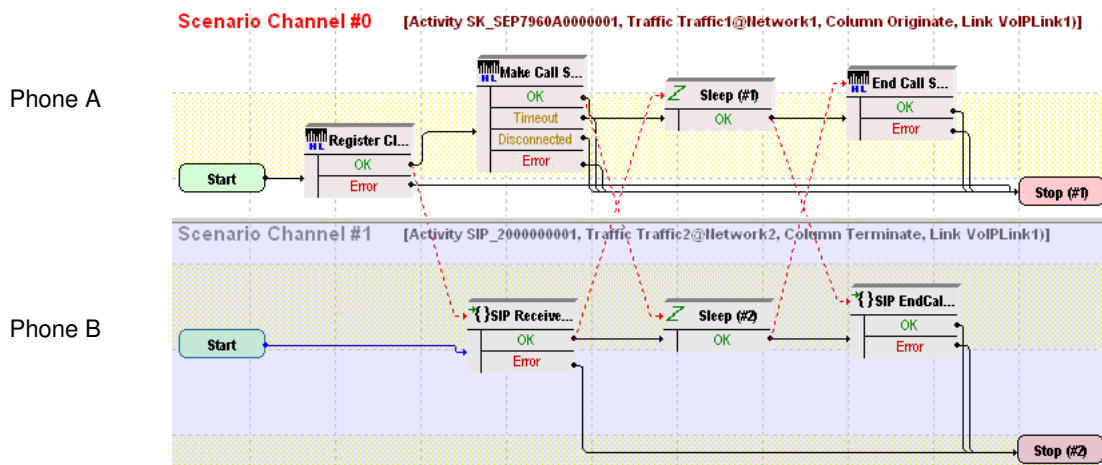 Scenario Channel #0 [Activity SK_SEP7960A0000001, Traffic Traffic1@Network1, Column Originate, Link VoIPLink1)]
Phone A
Start
HL Register Cl...
OK
Error
HL Make Call S...
OK
Timeout
Disconnected
Error
Z Sleep (#1)
OK
HL End Call S...
OK
Error
Stop (#1)
Scenario Channel #1 [Activity SIP_2000000001, Traffic Traffic2@Network2, Column Terminate, Link VoIPLink1)]
Phone B
Start
{}SIP Receive...
OK
Error
Z Sleep (#2)
OK
{}SIP EndCal...
OK
Error
Stop (#2)